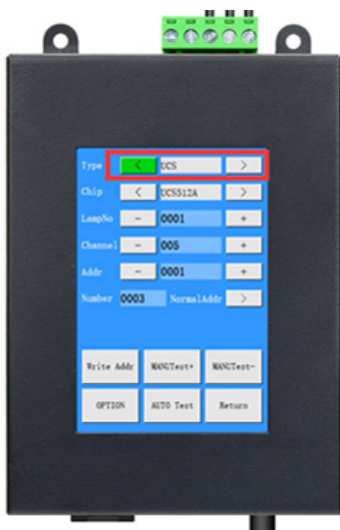 Type < UCS >
Chip < UCS512A >
LampNo - 0001 +
Channel - 005 +
Addr - 0001 +
Number 0003 NormalAddr >
Write Addr MANUTest+ MANUTest-
OPTION AUTO Test Return